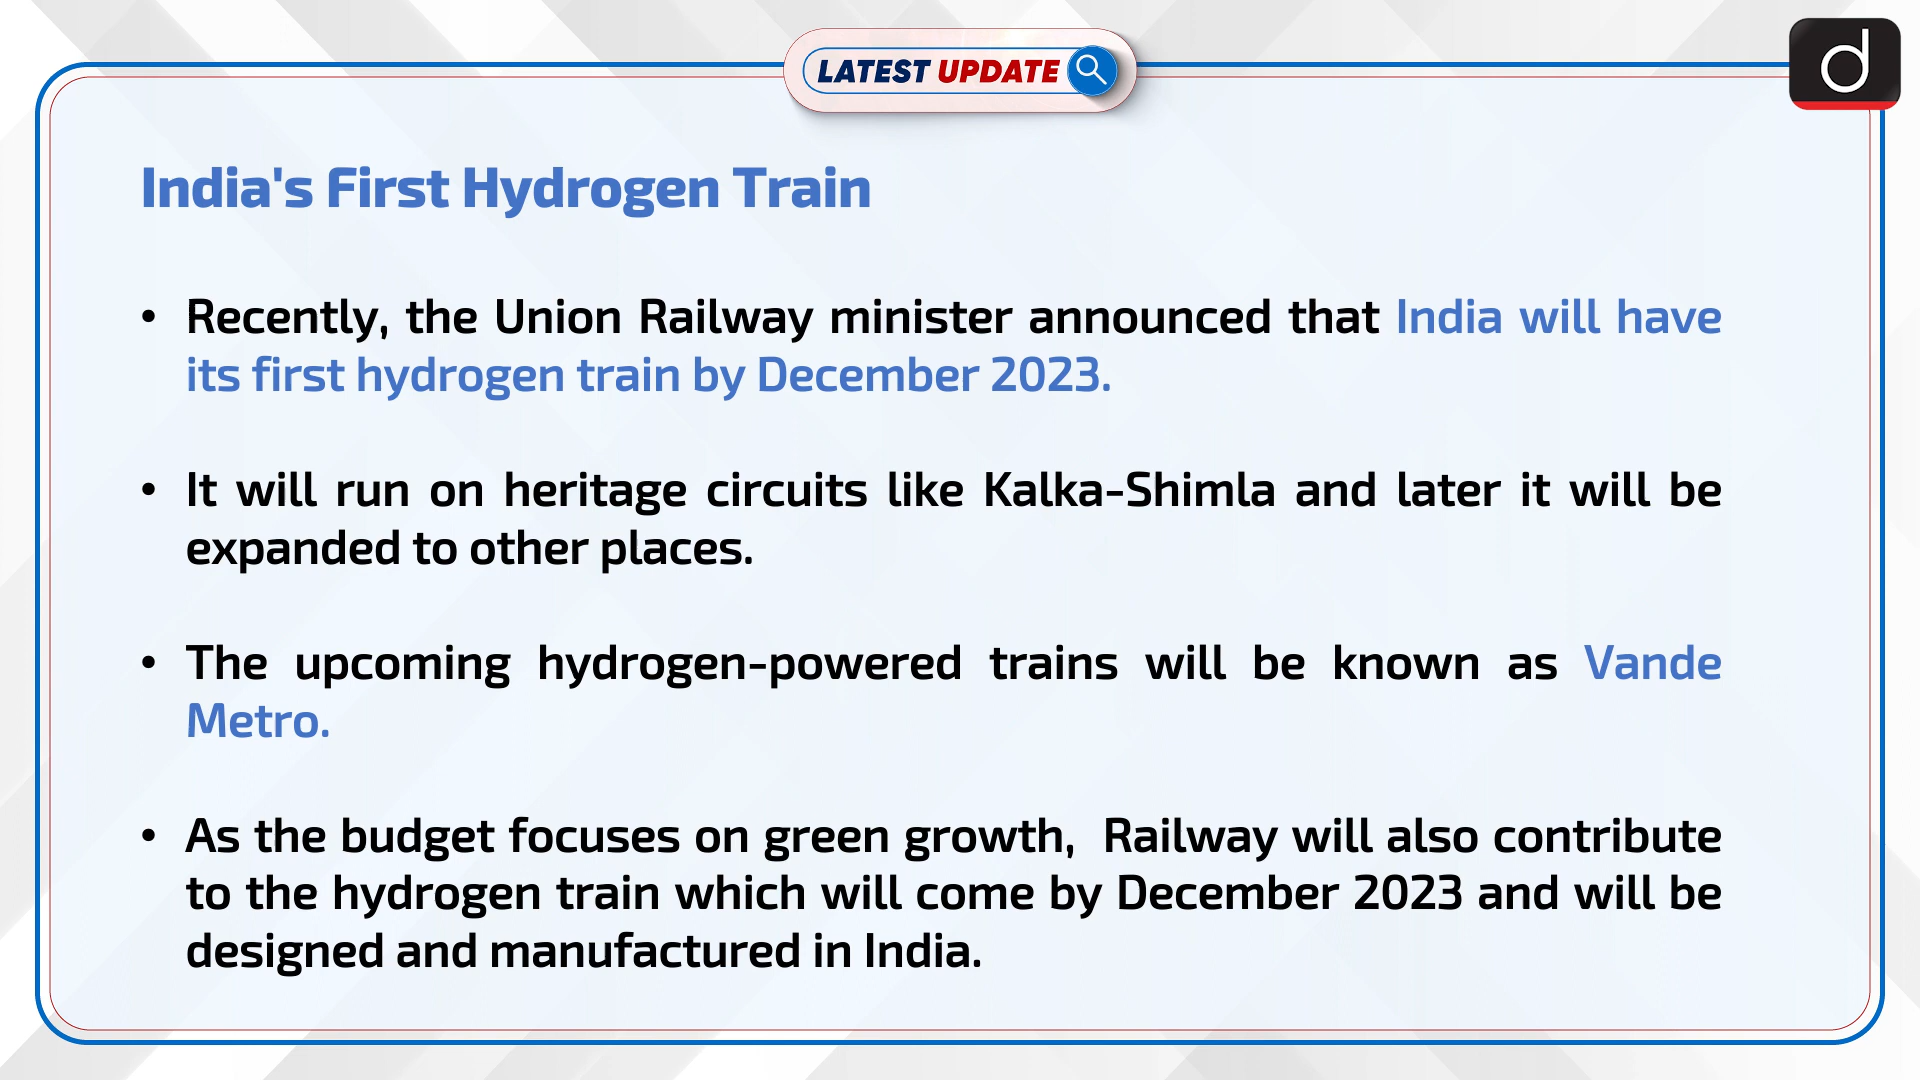 LATEST UPDATE
d
India's First Hydrogen Train
• Recently, the Union Railway minister announced that India will have
its first hydrogen train by December 2023.
• It will run on heritage circuits like Kalka-Shimla and later it will be
expanded to other places.
• The upcoming hydrogen-powered trains will be known as Vande
Metro.
• As the budget focuses on green growth,  Railway will also contribute
to the hydrogen train which will come by December 2023 and will be
designed and manufactured in India.